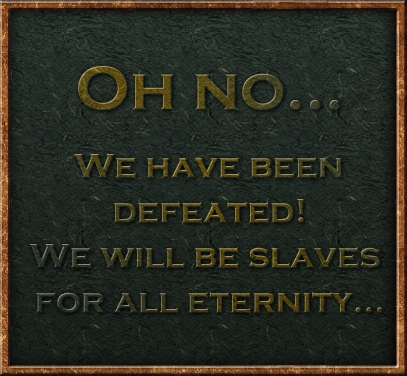 Oh no...
We have been
defeated!
We will be slaves
for all eternity...